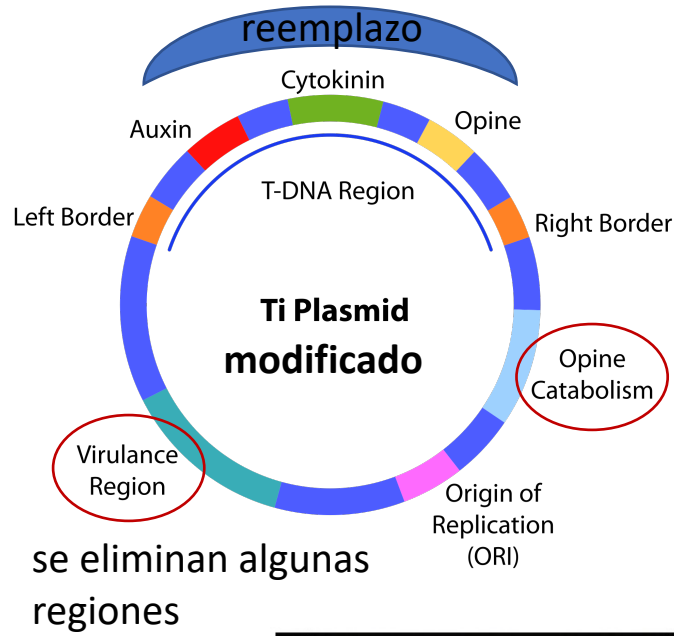 reemplazo
Cytokinin
Auxin
Opine
T-DNA Region
Left Border
Right Border
Ti Plasmid
modificado
Opine
Catabolism
Virulance
Region
Origin of
Replication
(ORI)
se eliminan algunas
regiones